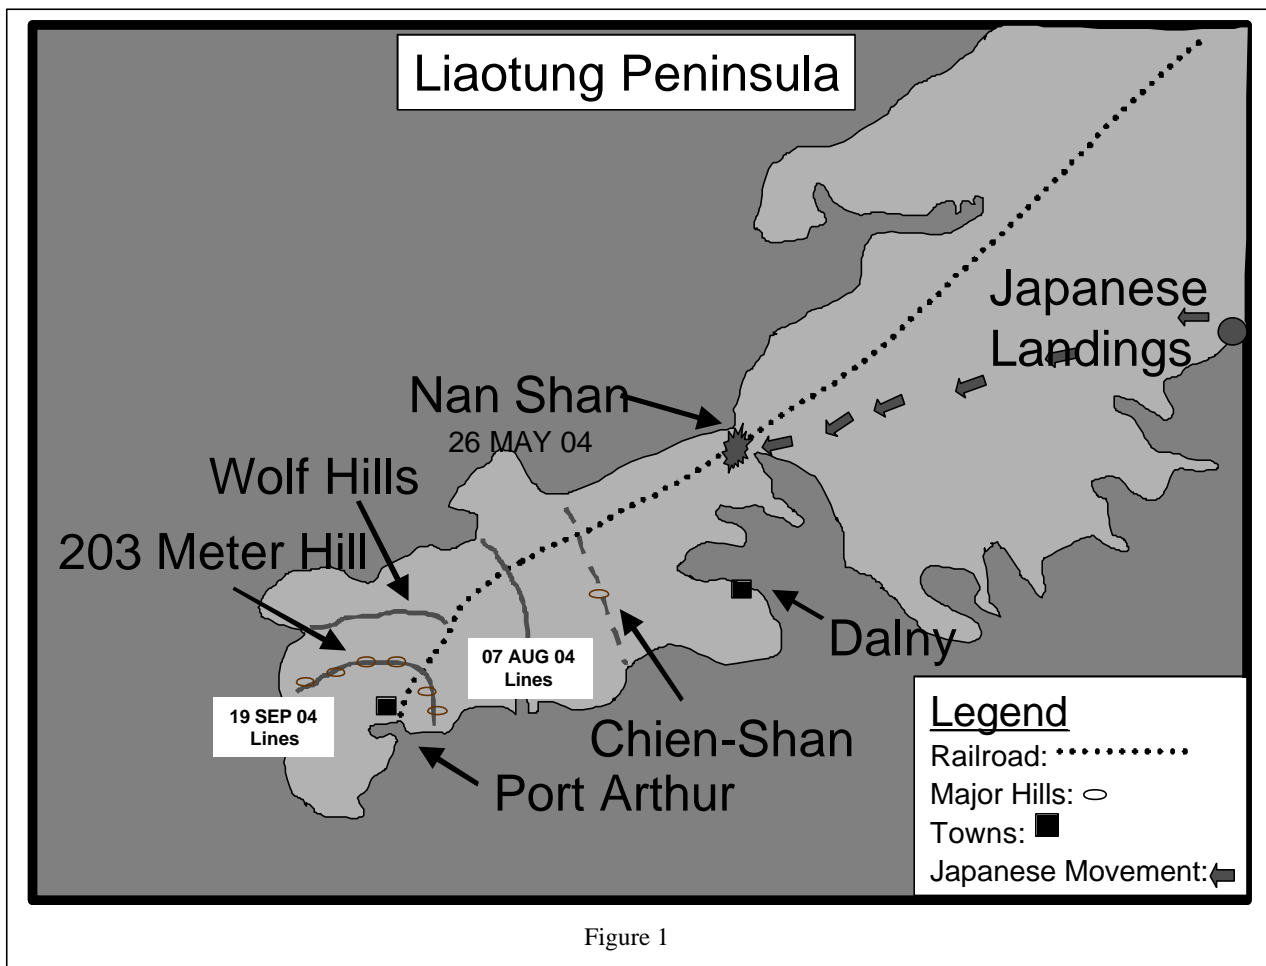 Liaotung Peninsula
Japanese
Landings
Nan Shan
26 MAY 04
Wolf Hills
203 Meter Hill
07 AUG 04
Lines
Dalny
19 SEP 04
Lines
Chien-Shan
Port Arthur
Legend
Railroad:
Major Hills:
Towns:
Japanese Movement:
Figure 1